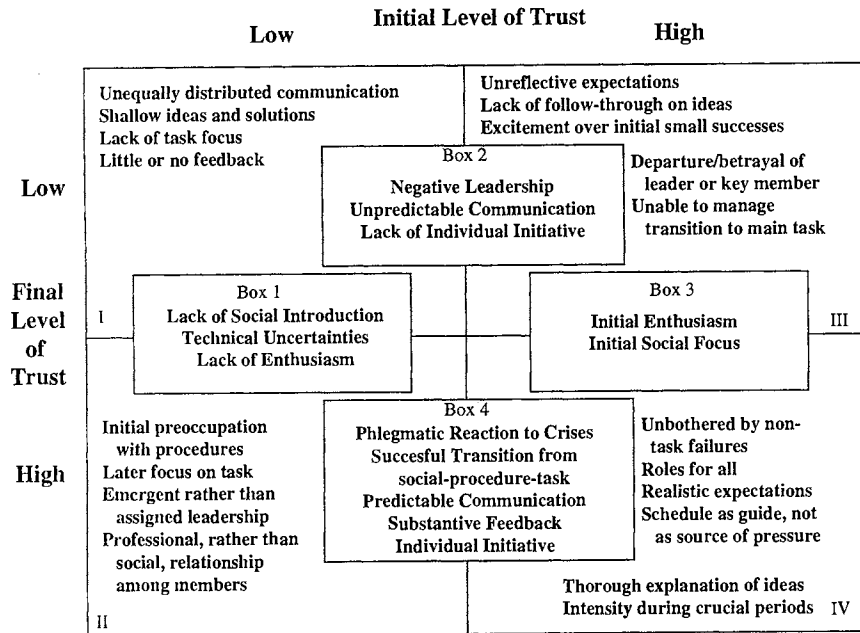 Initial Level of Trust
Low
High
Unequally distributed communication
Shallow ideas and solutions
Lack of task focus
Little or no feedback
Unreflective expectations
Lack of follow-through on ideas
Excitement over initial small successes
Departure/betrayal of
leader or key member
Unable to manage
transition to main task
Low
Box 2
Negative Leadership
Unpredictable Communication
Lack of Individual Initiative
Final
Level
of
Trust
I
Box 1
Lack of Social Introduction
Technical Uncertainties
Lack of Enthusiasm
Box 3
Initial Enthusiasm
Initial Social Focus
III
High
Initial preoccupation
with procedures
Later focus on task
Emergent rather than
assigned leadership
Professional, rather than
social, relationship
among members
II
Box 4
Phlegmatic Reaction to Crises
Succesful Transition from
social-procedure-task
Predictable Communication
Substantive Feedback
Individual Initiative
Unbothered by non-
task failures
Roles for all
Realistic expectations
Schedule as guide, not
as source of pressure
Thorough explanation of ideas
Intensity during crucial periods
IV